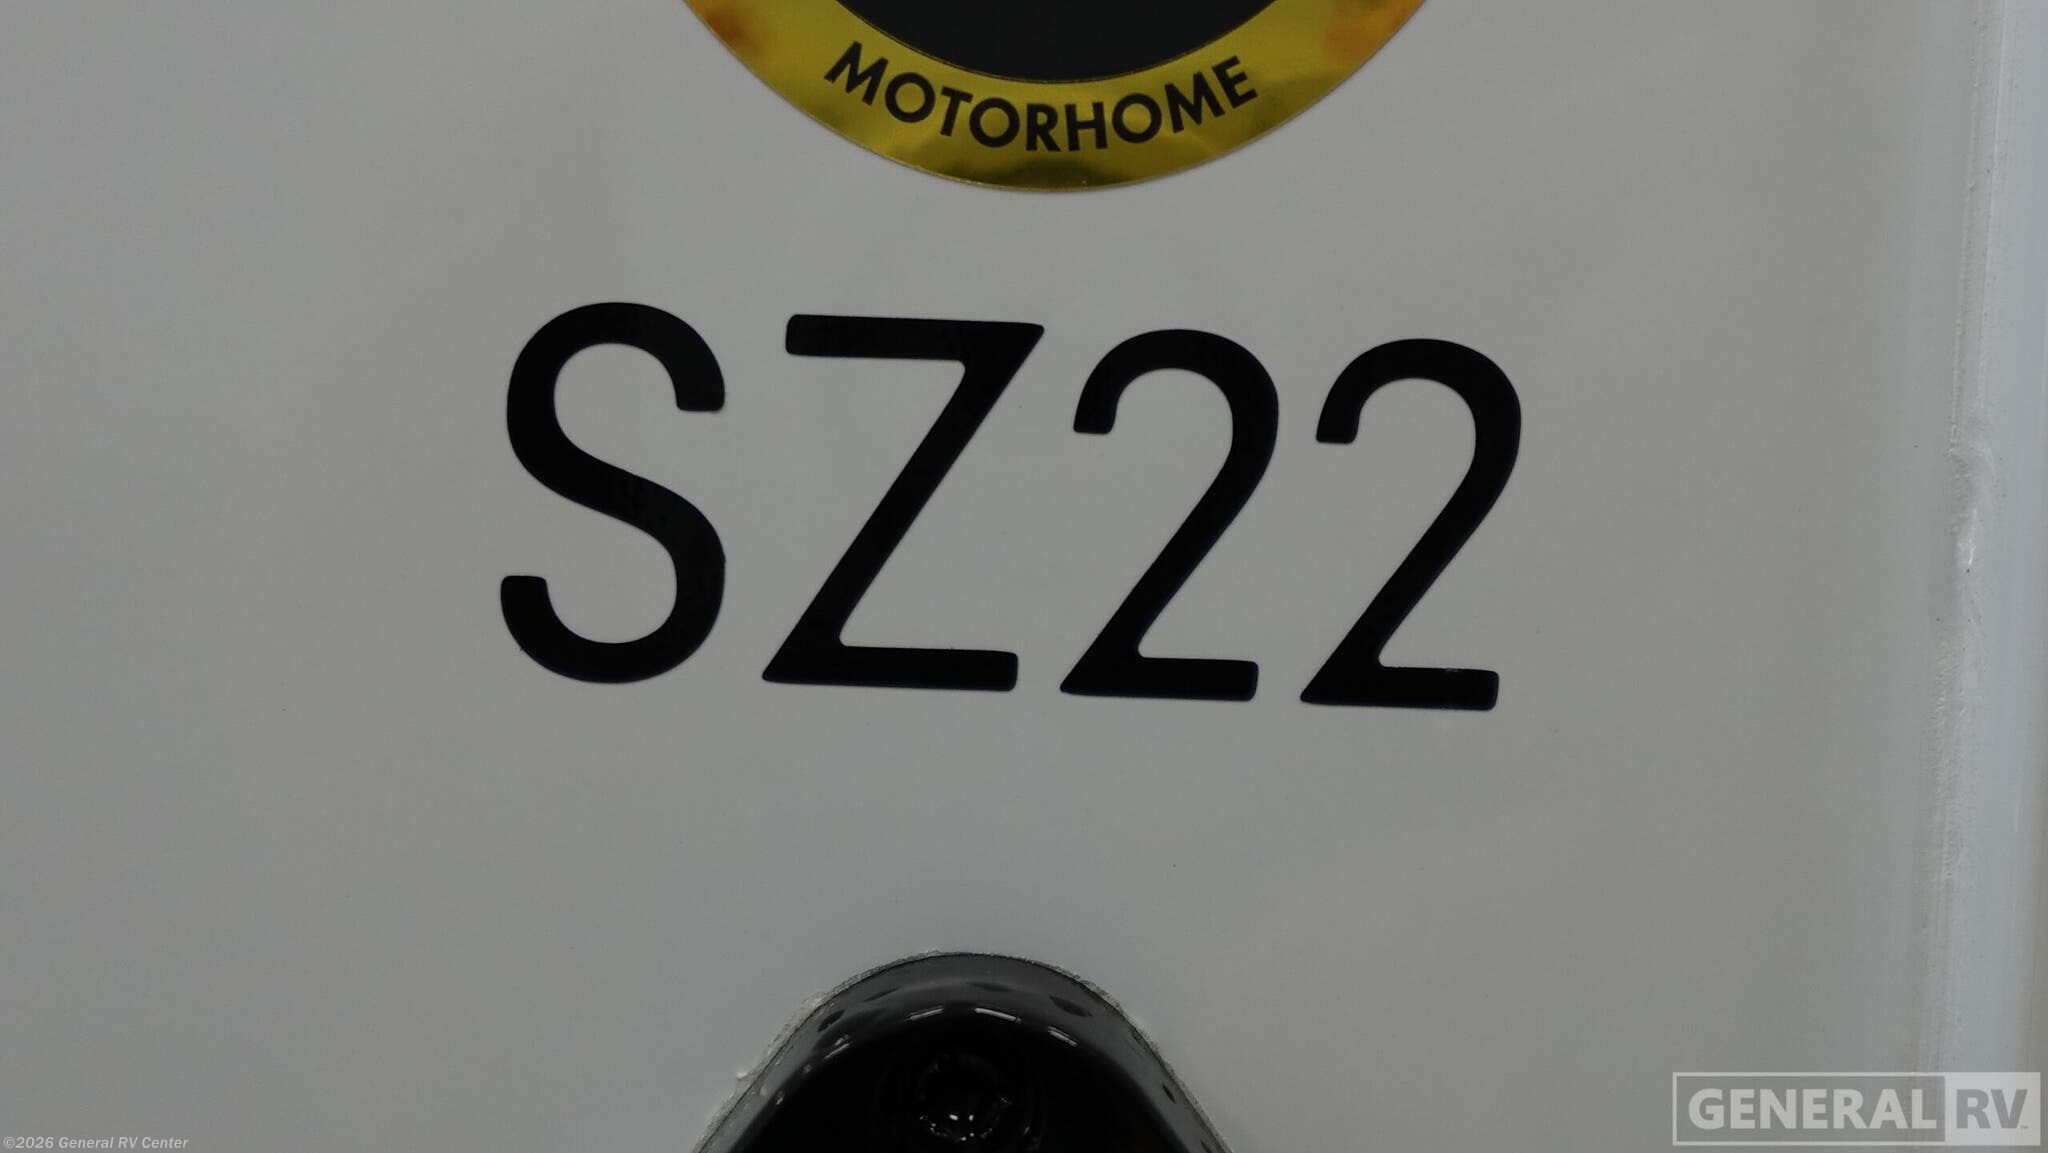 MOTORHOME
SZ22
GENERAL RV
©2026 General RV Center